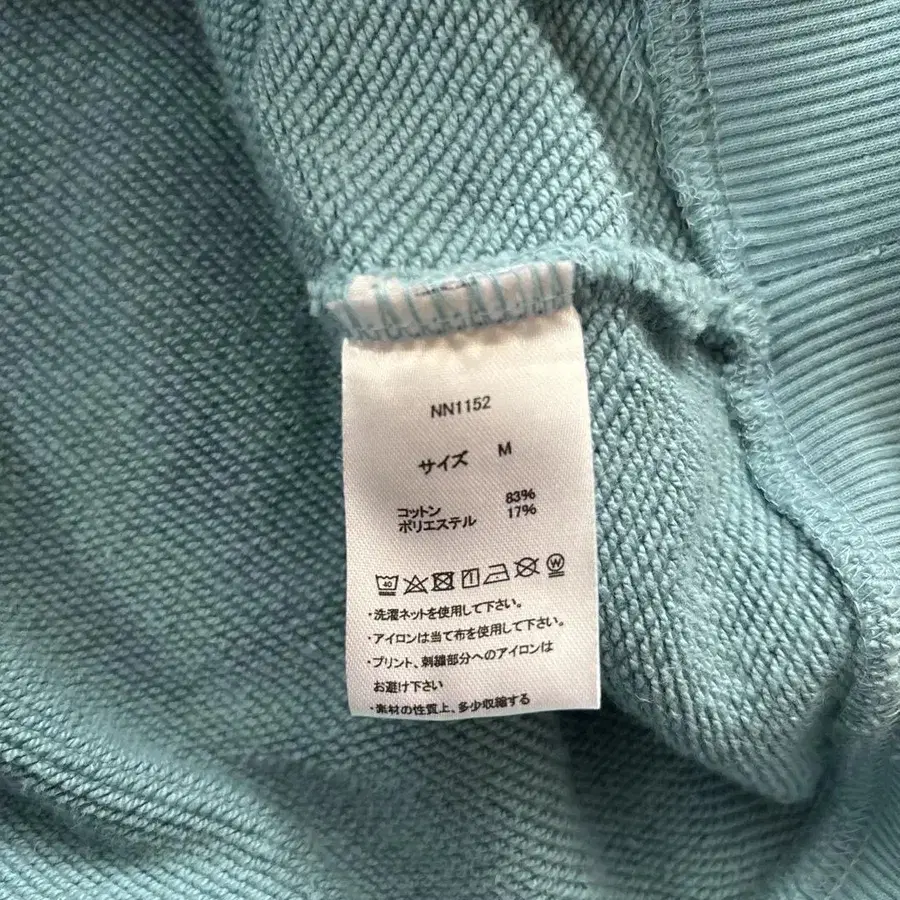 NN1152
サイズ M
コットン 83%
ポリエステル 17%
40 W
・洗濯ネットを使用して下さい。
・アイロンは当て布を使用して下さい。
・プリント、刺繍部分へのアイロンは
お避け下さい
・素材の性質上、多少収縮する